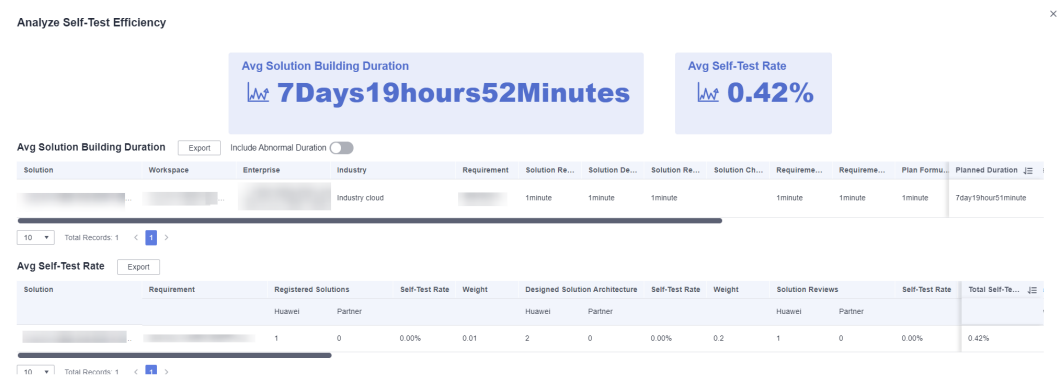 Analyze Self-Test Efficiency
Avg Solution Building Duration
7Days19hours52Minutes
Avg Self-Test Rate
0.42%
Avg Solution Building Duration Export Include Abnormal Duration
Solution Workspace Enterprise Industry Requirement Solution Re... Solution De... Solution Re... Solution Ch... Requireme... Requireme... Plan Formu... Planned Duration
... ... Industry cloud 1minute 1minute 1minute 1minute 1minute 1minute 7day19hour51minute
10 Total Records: 1 < 1 >
Avg Self-Test Rate Export
Solution Requirement Registered Solutions Self-Test Rate Weight Designed Solution Architecture Self-Test Rate Weight Solution Reviews Self-Test Rate Total Self-Te...
Huawei Partner Huawei Partner Huawei Partner
... 1 0 0.00% 0.01 2 0 0.00% 0.2 1 0 0.00% 0.42%
10 Total Records: 1 < 1 >